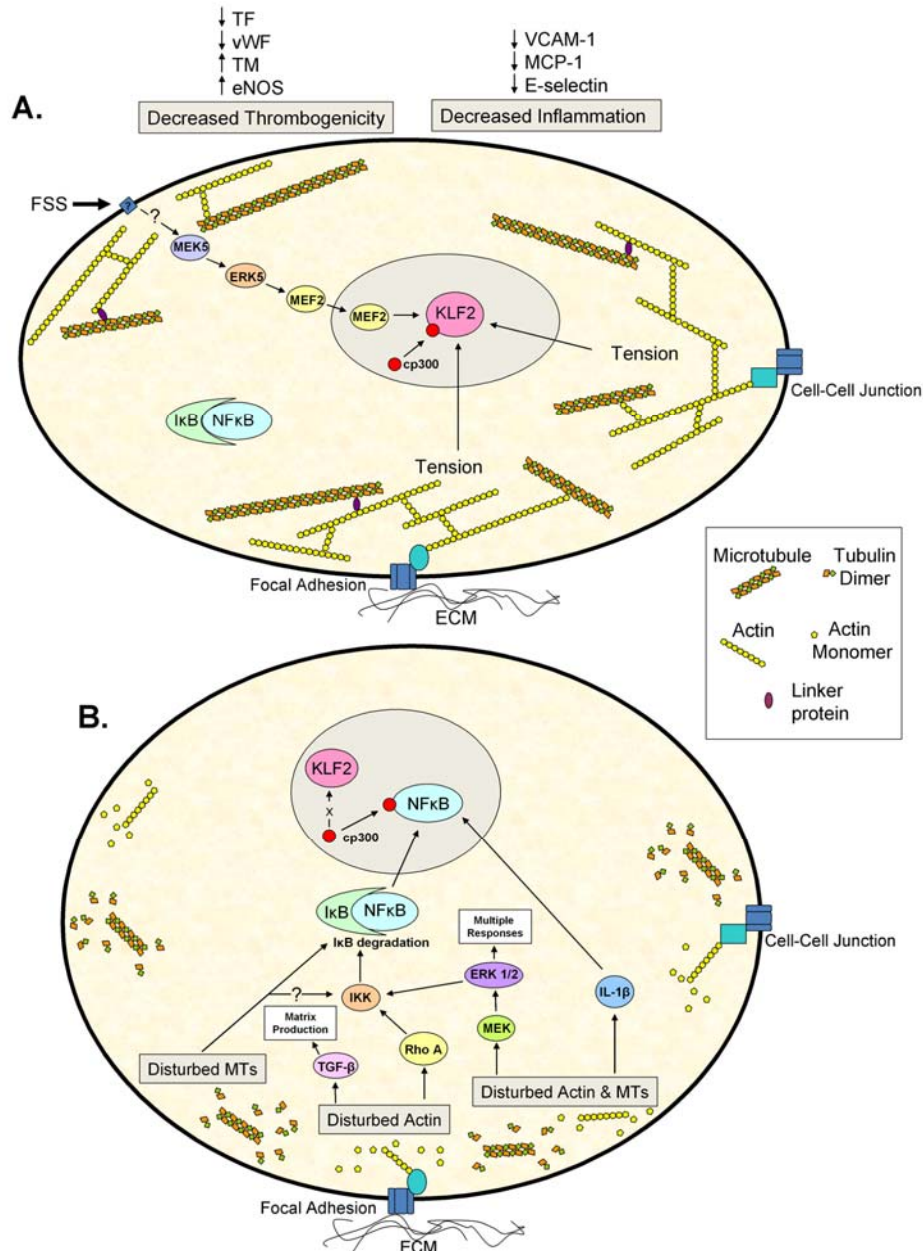 ↓ TF
↓ vWF
↑ TM
↑ eNOS
Decreased Thrombogenicity
↓ VCAM-1
↓ MCP-1
↓ E-selectin
Decreased Inflammation
A.
FSS
?
?
MEK5
ERK5
MEF2
MEF2
KLF2
cp300
Tension
Cell-Cell Junction
IκB
NFκB
Tension
Focal Adhesion
ECM
Microtubule
Tubulin
Dimer
Actin
Actin
Monomer
Linker
protein
B.
KLF2
x
NFκB
cp300
IκB
NFκB
IκB degradation
Multiple
Responses
Cell-Cell Junction
ERK 1/2
?
IKK
IL-1β
Matrix
Production
MEK
Rho A
Disturbed MTs
TGF-β
Disturbed Actin & MTs
Disturbed Actin
Focal Adhesion
ECM